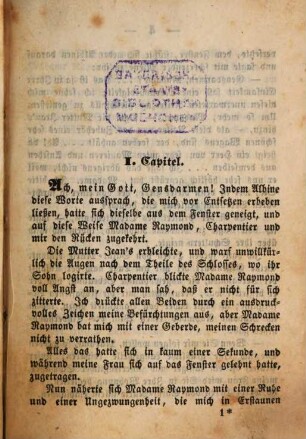 BAYERISCHE
STAATS-
BIBLIOTHEK
MUENCHEN
I. Capitel.
Ach, mein Gott, Gensdarmen! Indem Albine
diese Worte aussprach, die mich vor Entsetzen erbeben
ließen, hatte sich dieselbe aus dem Fenster geneigt, und
auf diese Weise Madame Raymond, Charpentier und
mir den Rücken zugekehrt.
Die Mutter Jean's erbleichte, und warf unwillkür-
lich die Augen nach dem Theile des Schlosses, wo ihr
Sohn logirte. Charpentier blickte Madame Raymond
voll Angst an, aber man sah, daß er nicht für sich
zitterte. Ich drückte allen Beiden durch ein ausdruck-
volles Zeichen meine Befürchtungen aus, aber Madame
Raymond bat mich mit einer Geberde, meinen Schrecken
nicht zu verrathen.
Alles das hatte sich in kaum einer Sekunde, und
während meine Frau sich auf das Fenster gelehnt hatte,
zugetragen.
Nun näherte sich Madame Raymond mit einer Ruhe
und einer Ungezwungenheit, die mich in Erstaunen
1*